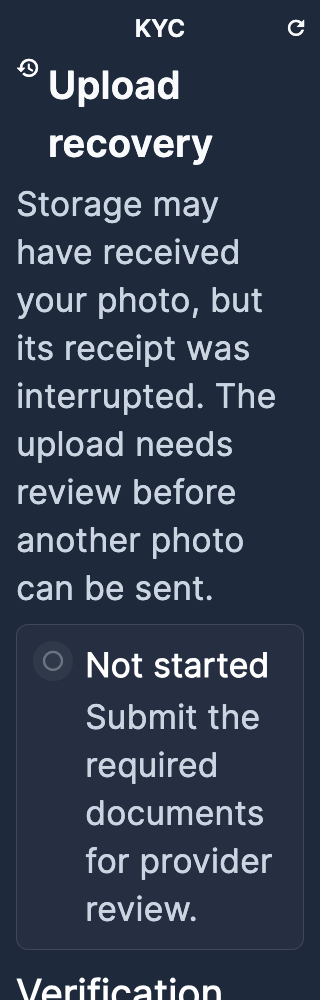 KYC
Upload
recovery
Storage may
have received
your photo, but
its receipt was
interrupted. The
upload needs
review before
another photo
can be sent.
Not started
Submit the
required
documents
for provider
review.
Verification